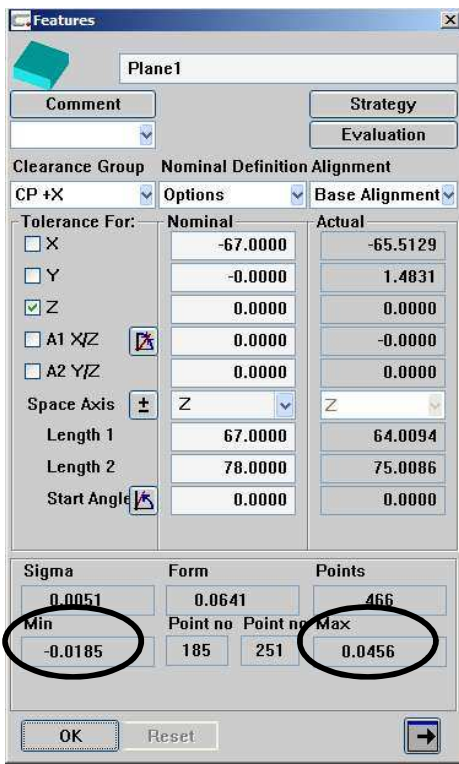 Features
Plane1
Comment Strategy
Evaluation
Clearance Group Nominal Definition Alignment
CP +X Options Base Alignment
Tolerance For: Nominal Actual
X -67.0000 -65.5129
Y -0.0000 1.4831
Z 0.0000 0.0000
A1 X/Z 0.0000 -0.0000
A2 Y/Z 0.0000 0.0000
Space Axis ± Z Z
Length 1 67.0000 64.0094
Length 2 78.0000 75.0086
Start Angle 0.0000 0.0000
Sigma Form Points
0.0051 0.0641 466
Min Point no Point no Max
-0.0185 185 251 0.0456
OK Reset